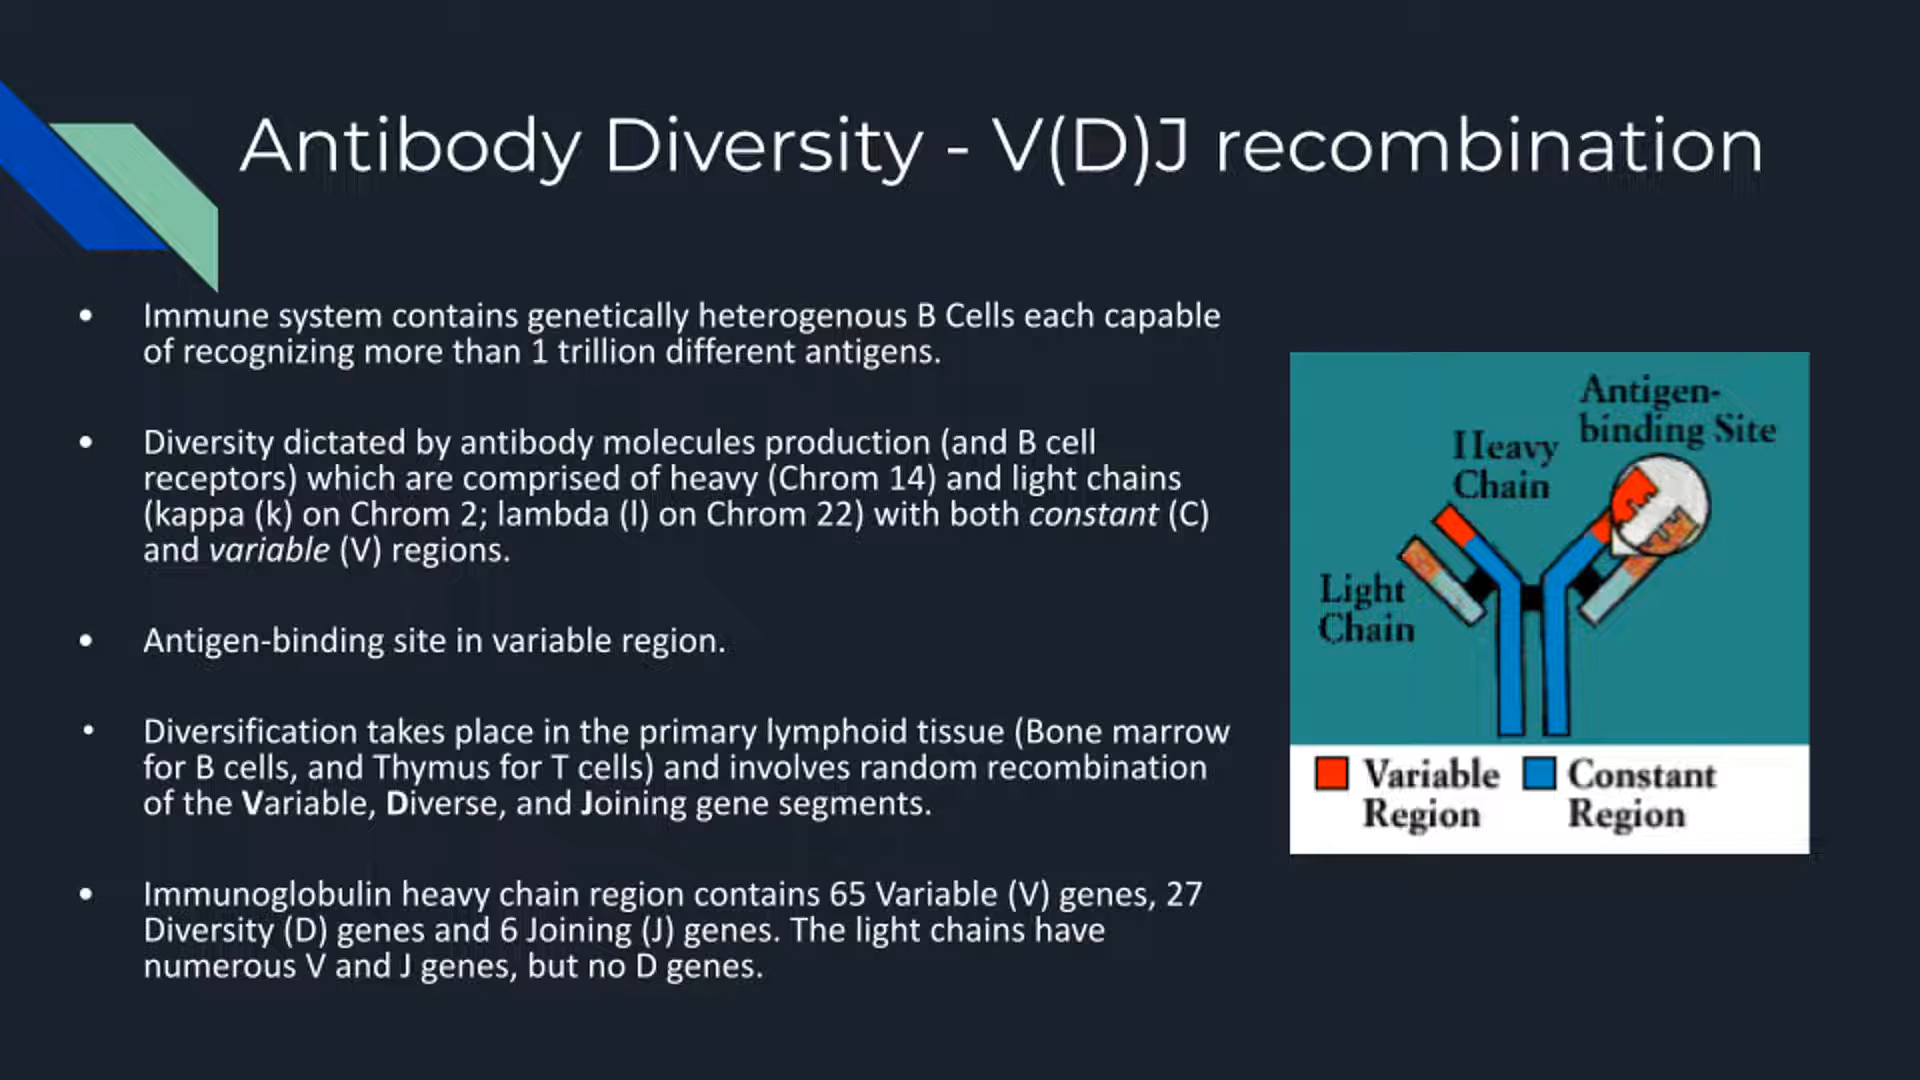 Antibody Diversity - V(D)J recombination
• Immune system contains genetically heterogenous B Cells each capable
of recognizing more than 1 trillion different antigens.
• Diversity dictated by antibody molecules production (and B cell
receptors) which are comprised of heavy (Chrom 14) and light chains
(kappa (k) on Chrom 2; lambda (l) on Chrom 22) with both constant (C)
and variable (V) regions.
• Antigen-binding site in variable region.
• Diversification takes place in the primary lymphoid tissue (Bone marrow
for B cells, and Thymus for T cells) and involves random recombination
of the Variable, Diverse, and Joining gene segments.
• Immunoglobulin heavy chain region contains 65 Variable (V) genes, 27
Diversity (D) genes and 6 Joining (J) genes. The light chains have
numerous V and J genes, but no D genes.
Antigen-
binding Site
Heavy
Chain
Light
Chain
Variable
Region
Constant
Region